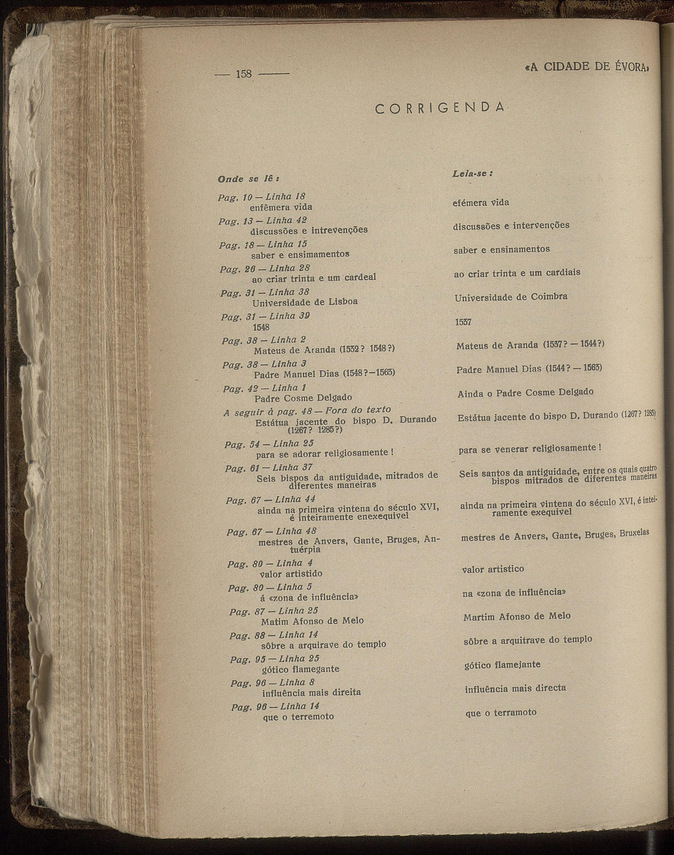 — 158 —
«A CIDADE DE ÉVORA»
CORRIGENDA
Onde se lê :
Leia-se :
Pag. 10 — Linha 18
enfêmera vida
efémera vida
Pag. 13 — Linha 42
discussões e intrevenções
discussões e intervenções
Pag. 18 — Linha 15
saber e ensimamentos
saber e ensinamentos
Pag. 26 — Linha 28
ao criar trinta e um cardeal
ao criar trinta e um cardiais
Pag. 31 — Linha 38
Universidade de Lisboa
Universidade de Coimbra
Pag. 31 — Linha 39
1548
1537
Pag. 38 — Linha 2
Mateus de Aranda (1532? 1548?)
Mateus de Aranda (1537? — 1544?)
Pag. 38 — Linha 3
Padre Manuel Dias (1548?—1565)
Padre Manuel Dias (1544? — 1565)
Pag. 42 — Linha 1
Padre Cosme Delgado
Ainda o Padre Cosme Delgado
A seguir à pag. 48 — Fora do texto
Estátua jacente do bispo D. Durando
(1267? 1285?)
Estátua jacente do bispo D. Durando (1267? 1283)
Pag. 54 — Linha 25
para se adorar religiosamente !
para se venerar religiosamente !
Pag. 61 — Linha 37
Seis bispos da antiguidade, mitrados de
diferentes maneiras
Seis santos da antiguidade, entre os quais quatro
bispos mitrados de diferentes maneiras
Pag. 67 — Linha 44
ainda na primeira vintena do século XVI,
é inteiramente enexequivel
ainda na primeira vintena do século XVI, é intei-
ramente exequivel
Pag. 67 — Linha 48
mestres de Anvers, Gante, Bruges, An-
tuérpia
mestres de Anvers, Gante, Bruges, Bruxelas
Pag. 80 — Linha 4
valor artistido
valor artistico
Pag. 80 — Linha 5
á «zona de influência»
na «zona de influência»
Pag. 87 — Linha 25
Matim Afonso de Melo
Martim Afonso de Melo
Pag. 88 — Linha 14
sôbre a arquirave do templo
sôbre a arquitrave do templo
Pag. 95 — Linha 25
gótico flamegante
gótico flamejante
Pag. 96 — Linha 8
influência mais direita
influência mais directa
Pag. 96 — Linha 14
que o terremoto
que o terramoto